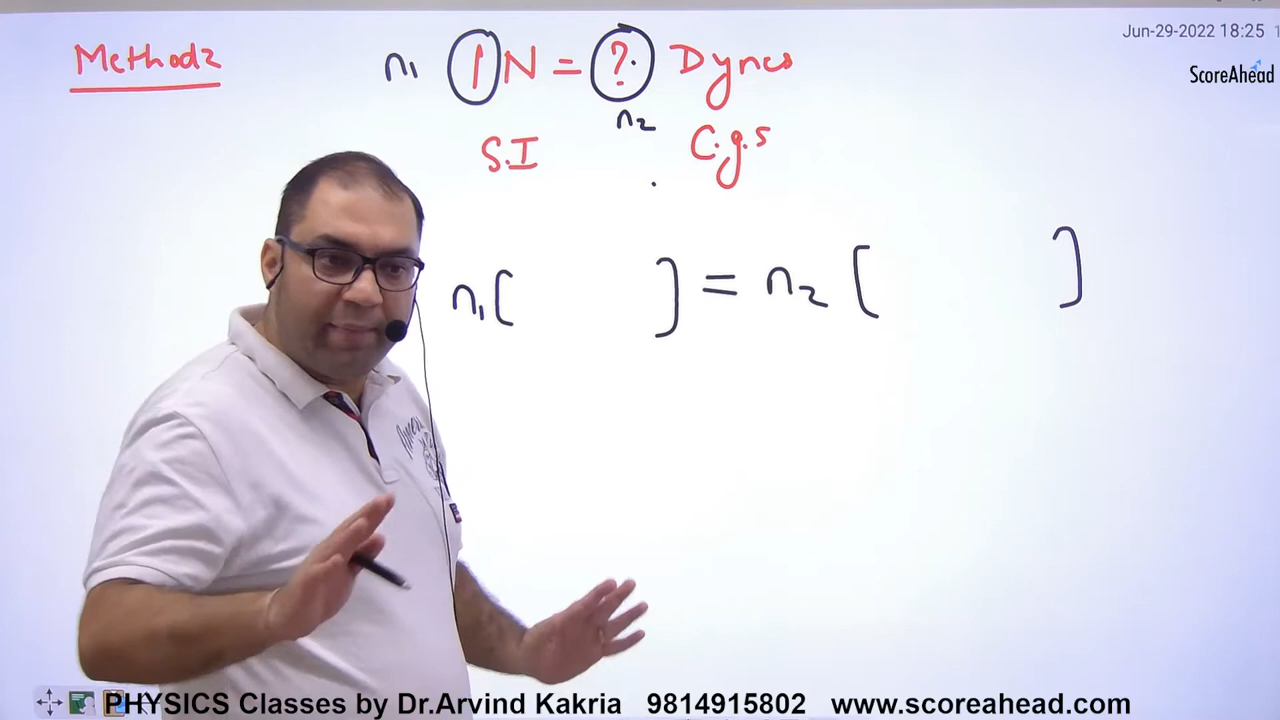 Jun-29-2022 18:25
ScoreAhead
Method2
n₁ 1 N = ? Dynes
n₂
S.I C.g.s
n₁[ ] = n₂ [ ]
PHYSICS Classes by Dr.Arvind Kakria 9814915802 www.scoreahead.com